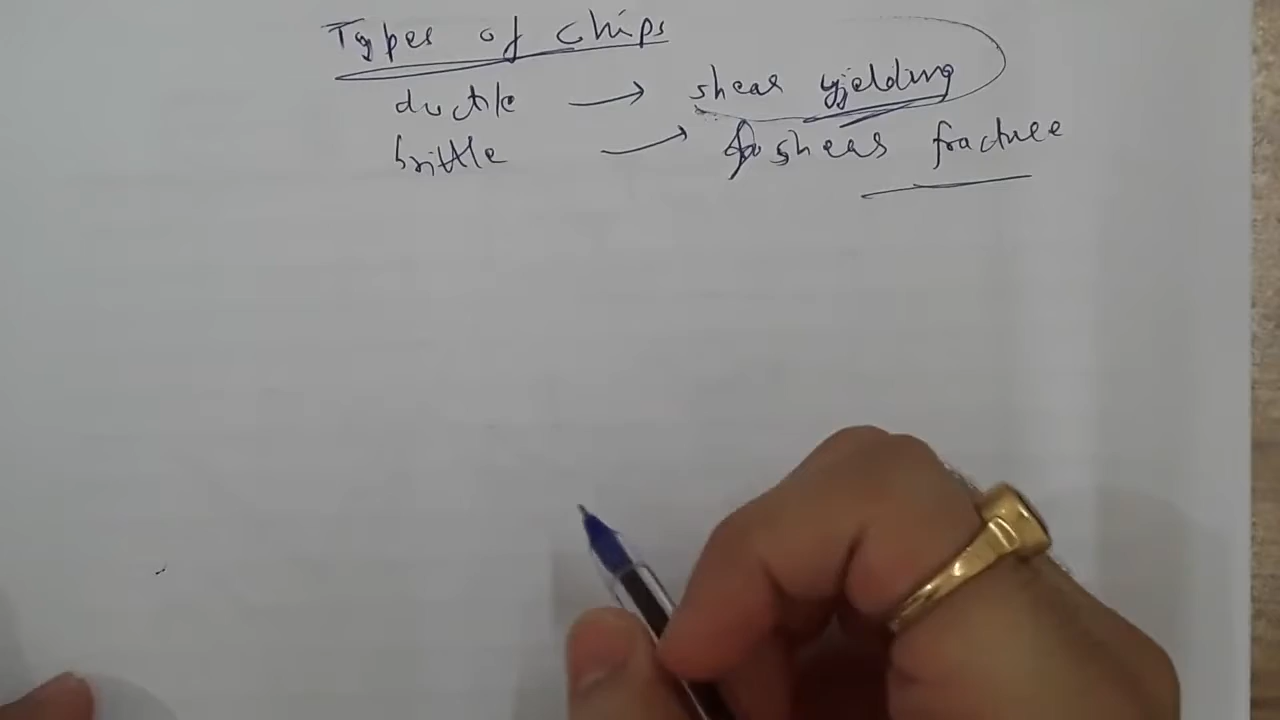 Types of chips
ductile → shear yielding
brittle → shear fracture